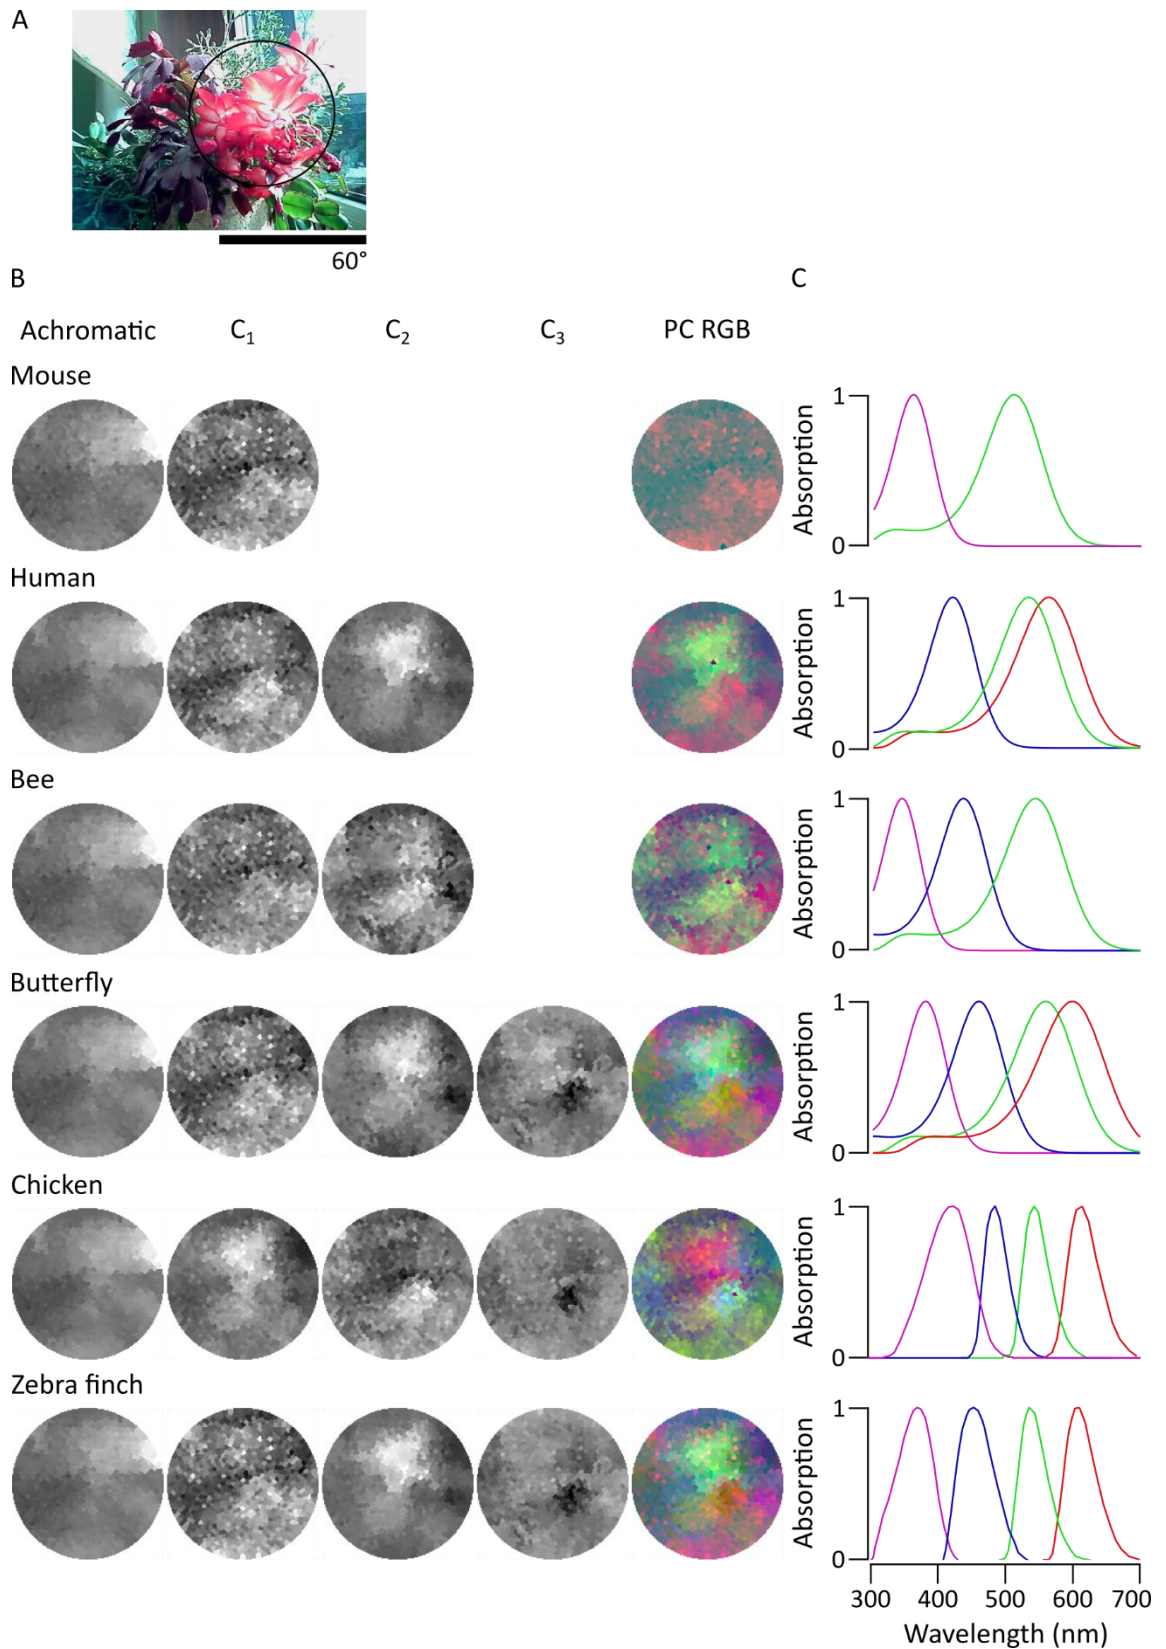 A
60°
B
C
Achromatic C₁ C₂ C₃ PC RGB
Mouse
1
Absorption
0
Human
1
Absorption
0
Bee
1
Absorption
0
Butterfly
1
Absorption
0
Chicken
1
Absorption
0
Zebra finch
1
Absorption
0
300 400 500 600 700
Wavelength (nm)